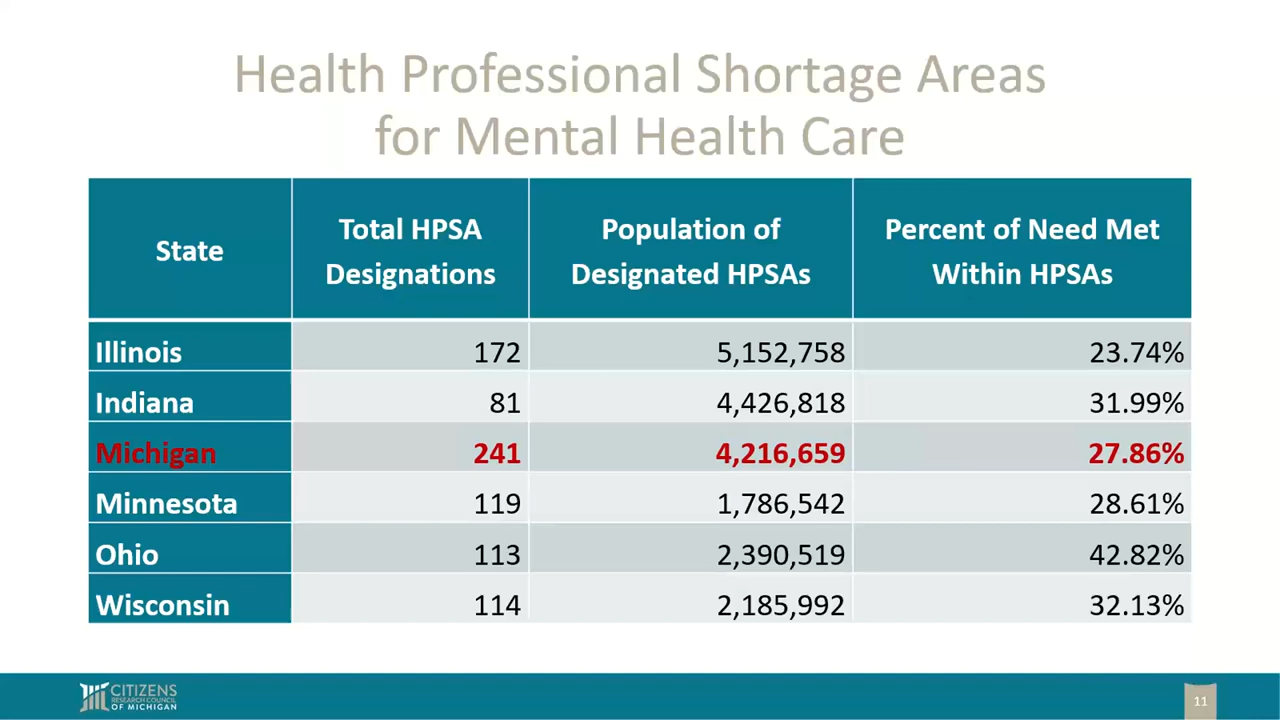 Health Professional Shortage Areas
for Mental Health Care
State
Total HPSA
Designations
Population of
Designated HPSAs
Percent of Need Met
Within HPSAs
Illinois 172 5,152,758 23.74%
Indiana 81 4,426,818 31.99%
Michigan 241 4,216,659 27.86%
Minnesota 119 1,786,542 28.61%
Ohio 113 2,390,519 42.82%
Wisconsin 114 2,185,992 32.13%
CITIZENS
RESEARCH COUNCIL
OF MICHIGAN
11